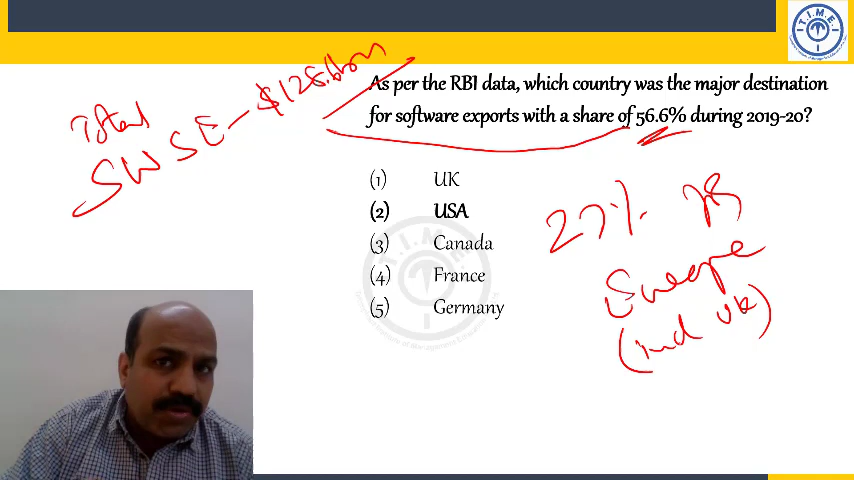 T.I.M.E.
As per the RBI data, which country was the major destination
for software exports with a share of 56.6% during 2019-20?
Total
SWSE - $128.6bn
(1) UK
(2) USA
(3) Canada
(4) France
(5) Germany
27%
Europe
(incl UK)